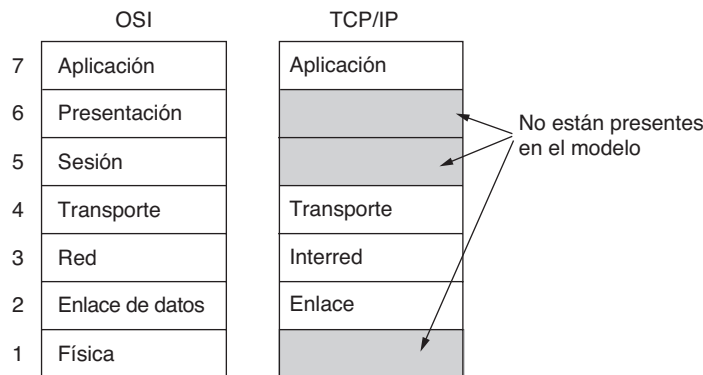 OSI TCP/IP
7 Aplicación Aplicación
6 Presentación
5 Sesión
No están presentes
en el modelo
4 Transporte Transporte
3 Red Interred
2 Enlace de datos Enlace
1 Física